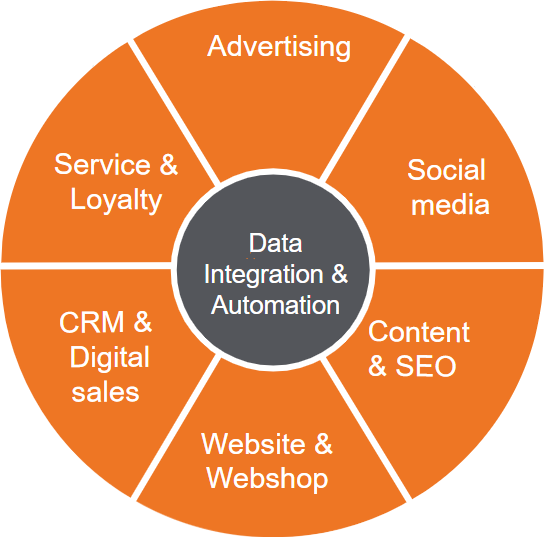 Advertising
Social
media
Content
& SEO
Website &
Webshop
CRM &
Digital
sales
Service &
Loyalty
Data
Integration &
Automation